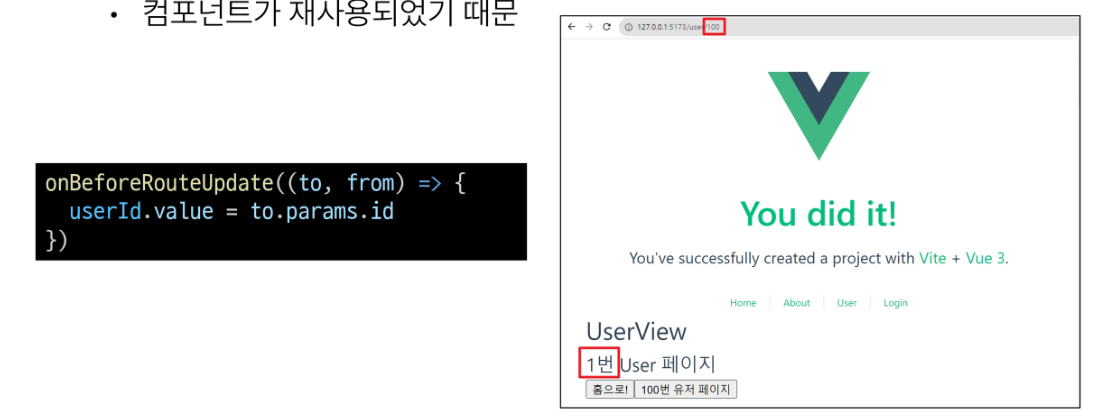 • 컴포넌트가 재사용되었기 때문
onBeforeRouteUpdate((to, from) => {
  userId.value = to.params.id
})
127.0.0.1:5173/user/100
You did it!
You've successfully created a project with Vite + Vue 3.
Home About User Login
UserView
1번 User 페이지
홈으로! 100번 유저 페이지